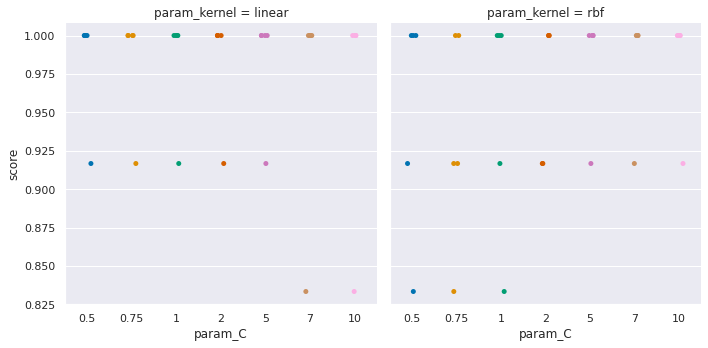 param_kernel = linear
param_kernel = rbf
1.000
0.975
0.950
0.925
0.900
0.875
0.850
0.825
score
0.5 0.75 1 2 5 7 10
0.5 0.75 1 2 5 7 10
param_C
param_C